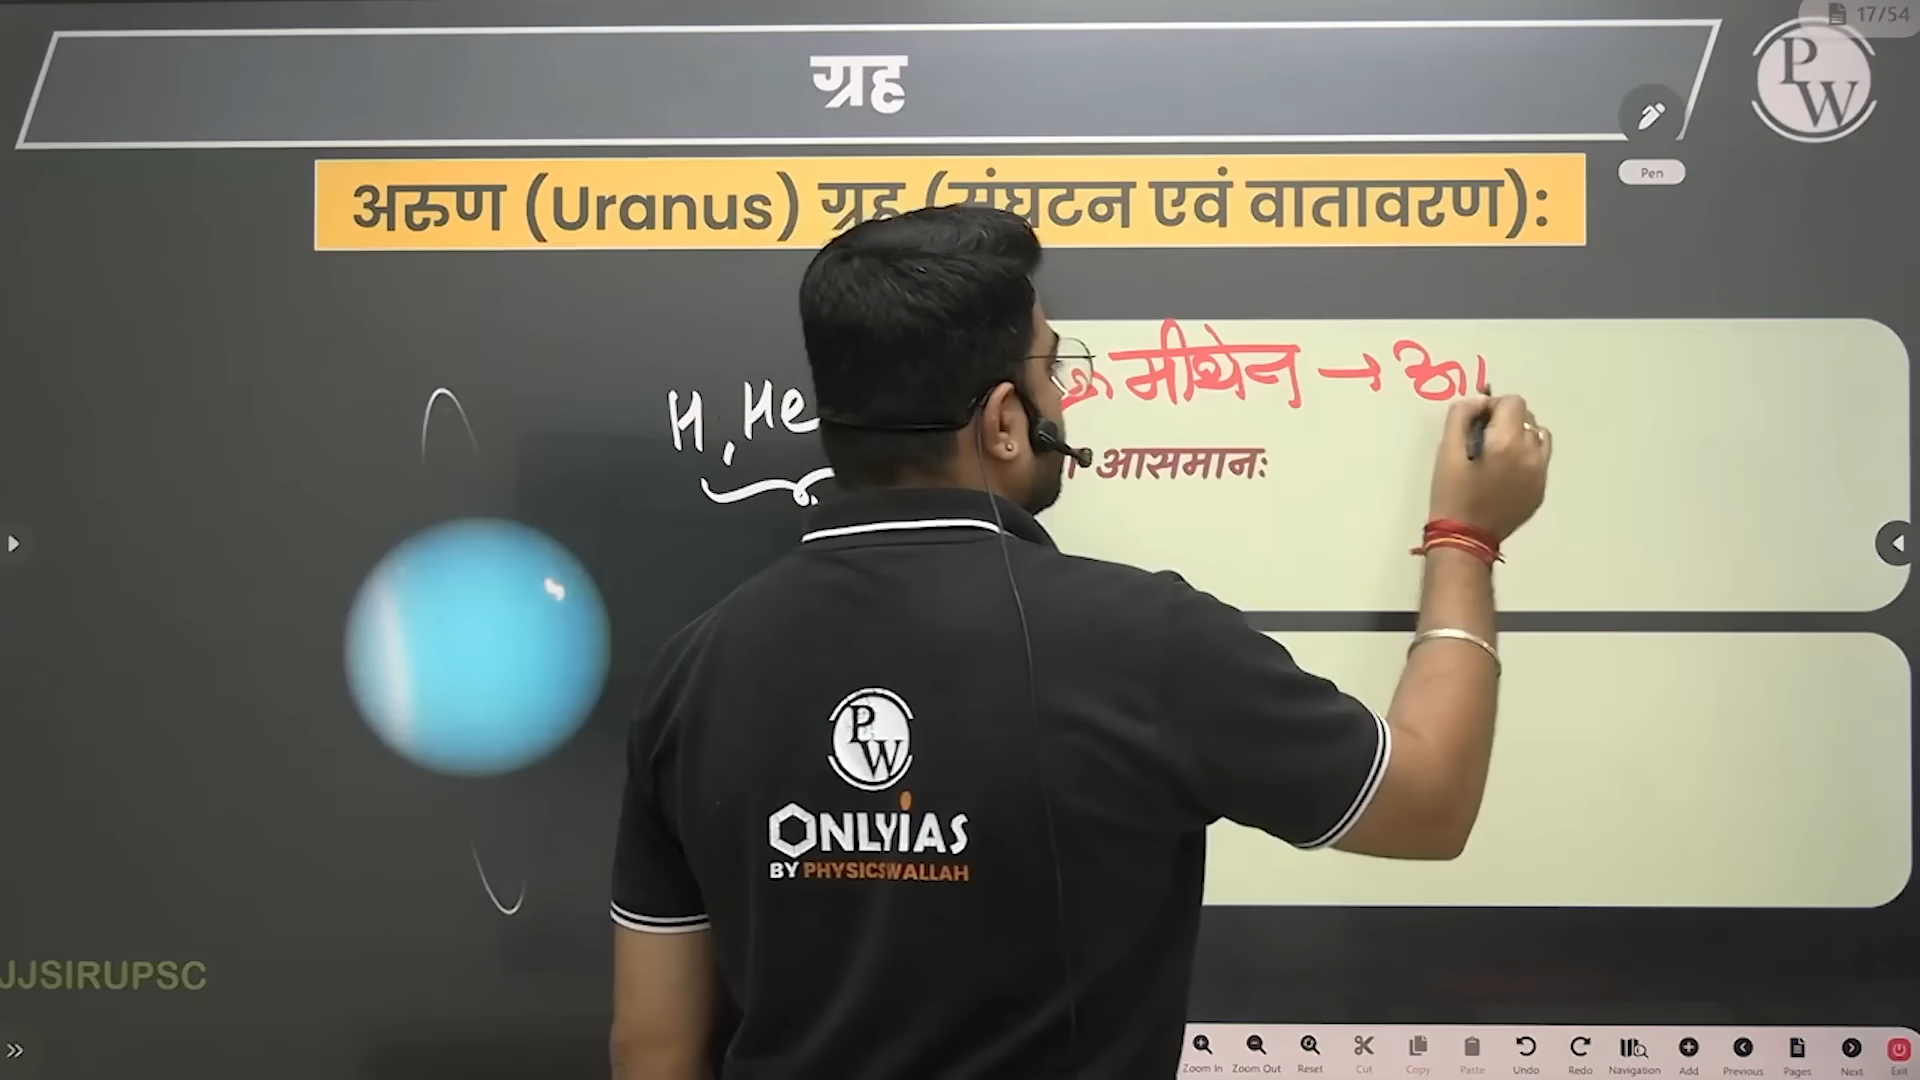 17/54
ग्रह
P
W
Pen
अरुण (Uranus) ग्रह (संघटन एवं वातावरण):
मीथेन →
H, He
आसमानः
P
W
ONLYIAS
BY PHYSICSWALLAH
JJSIRUPSC
Zoom In Zoom Out Reset Cut Copy Paste Undo Redo Navigation Add Previous Pages Next Exit